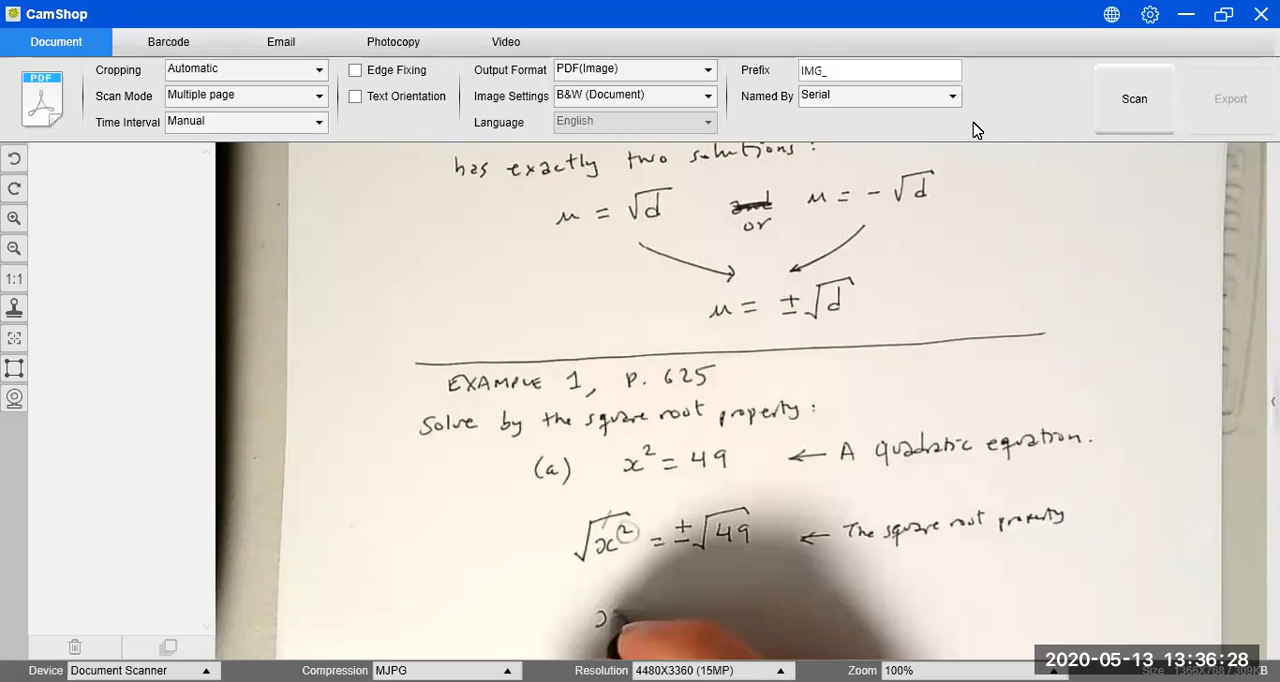 CamShop
Document Barcode Email Photocopy Video
PDF
Cropping Automatic Edge Fixing Output Format PDF(Image) Prefix IMG_
Scan Mode Multiple page Text Orientation Image Settings B&W (Document) Named By Serial Scan Export
Time Interval Manual Language English
1:1
has exactly two solutions:
u = √d or u = - √d
u = ±√d
EXAMPLE 1, P. 625
Solve by the square root property:
(a) x² = 49 ← A quadratic equation.
√x² = ±√49 ← The square root property
2020-05-13 13:36:28
Device Document Scanner Compression MJPG Resolution 4480X3360 (15MP) Zoom 100%